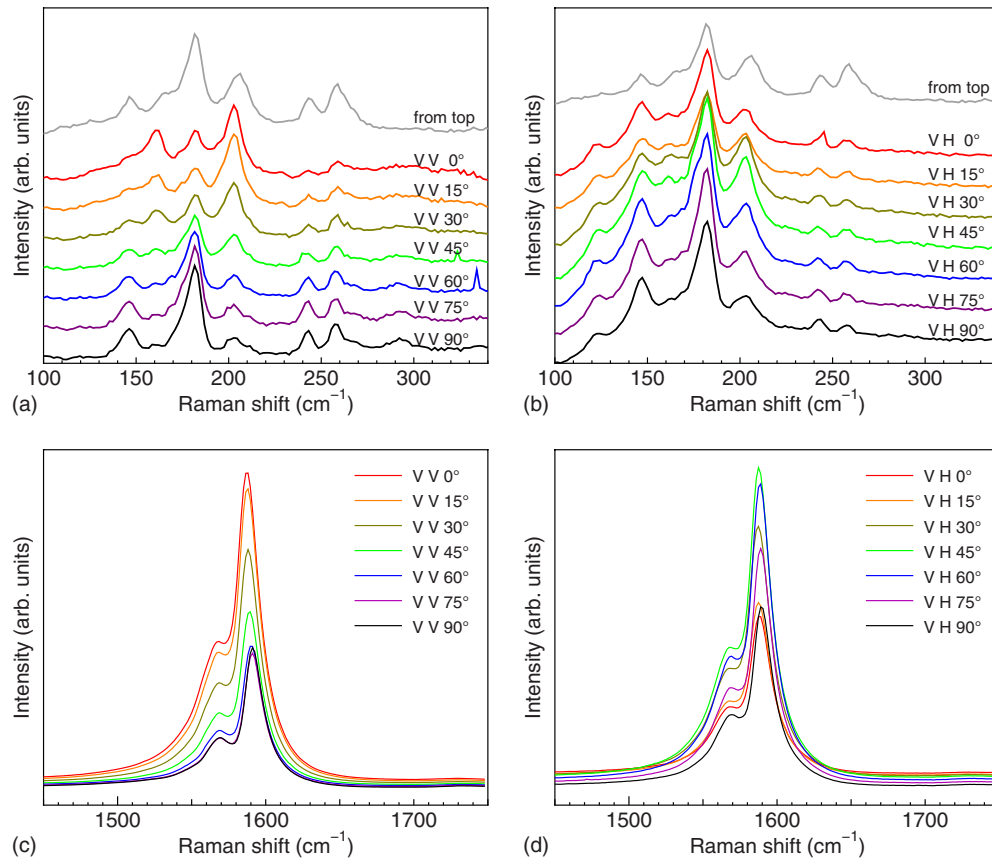 Intensity (arb. units)
from top
V V 0°
V V 15°
V V 30°
V V 45°
V V 60°
V V 75°
V V 90°
100 150 200 250 300
(a) Raman shift (cm⁻¹)
Intensity (arb. units)
from top
V H 0°
V H 15°
V H 30°
V H 45°
V H 60°
V H 75°
V H 90°
100 150 200 250 300
(b) Raman shift (cm⁻¹)
Intensity (arb. units)
V V 0°
V V 15°
V V 30°
V V 45°
V V 60°
V V 75°
V V 90°
1500 1600 1700
(c) Raman shift (cm⁻¹)
Intensity (arb. units)
V H 0°
V H 15°
V H 30°
V H 45°
V H 60°
V H 75°
V H 90°
1500 1600 1700
(d) Raman shift (cm⁻¹)